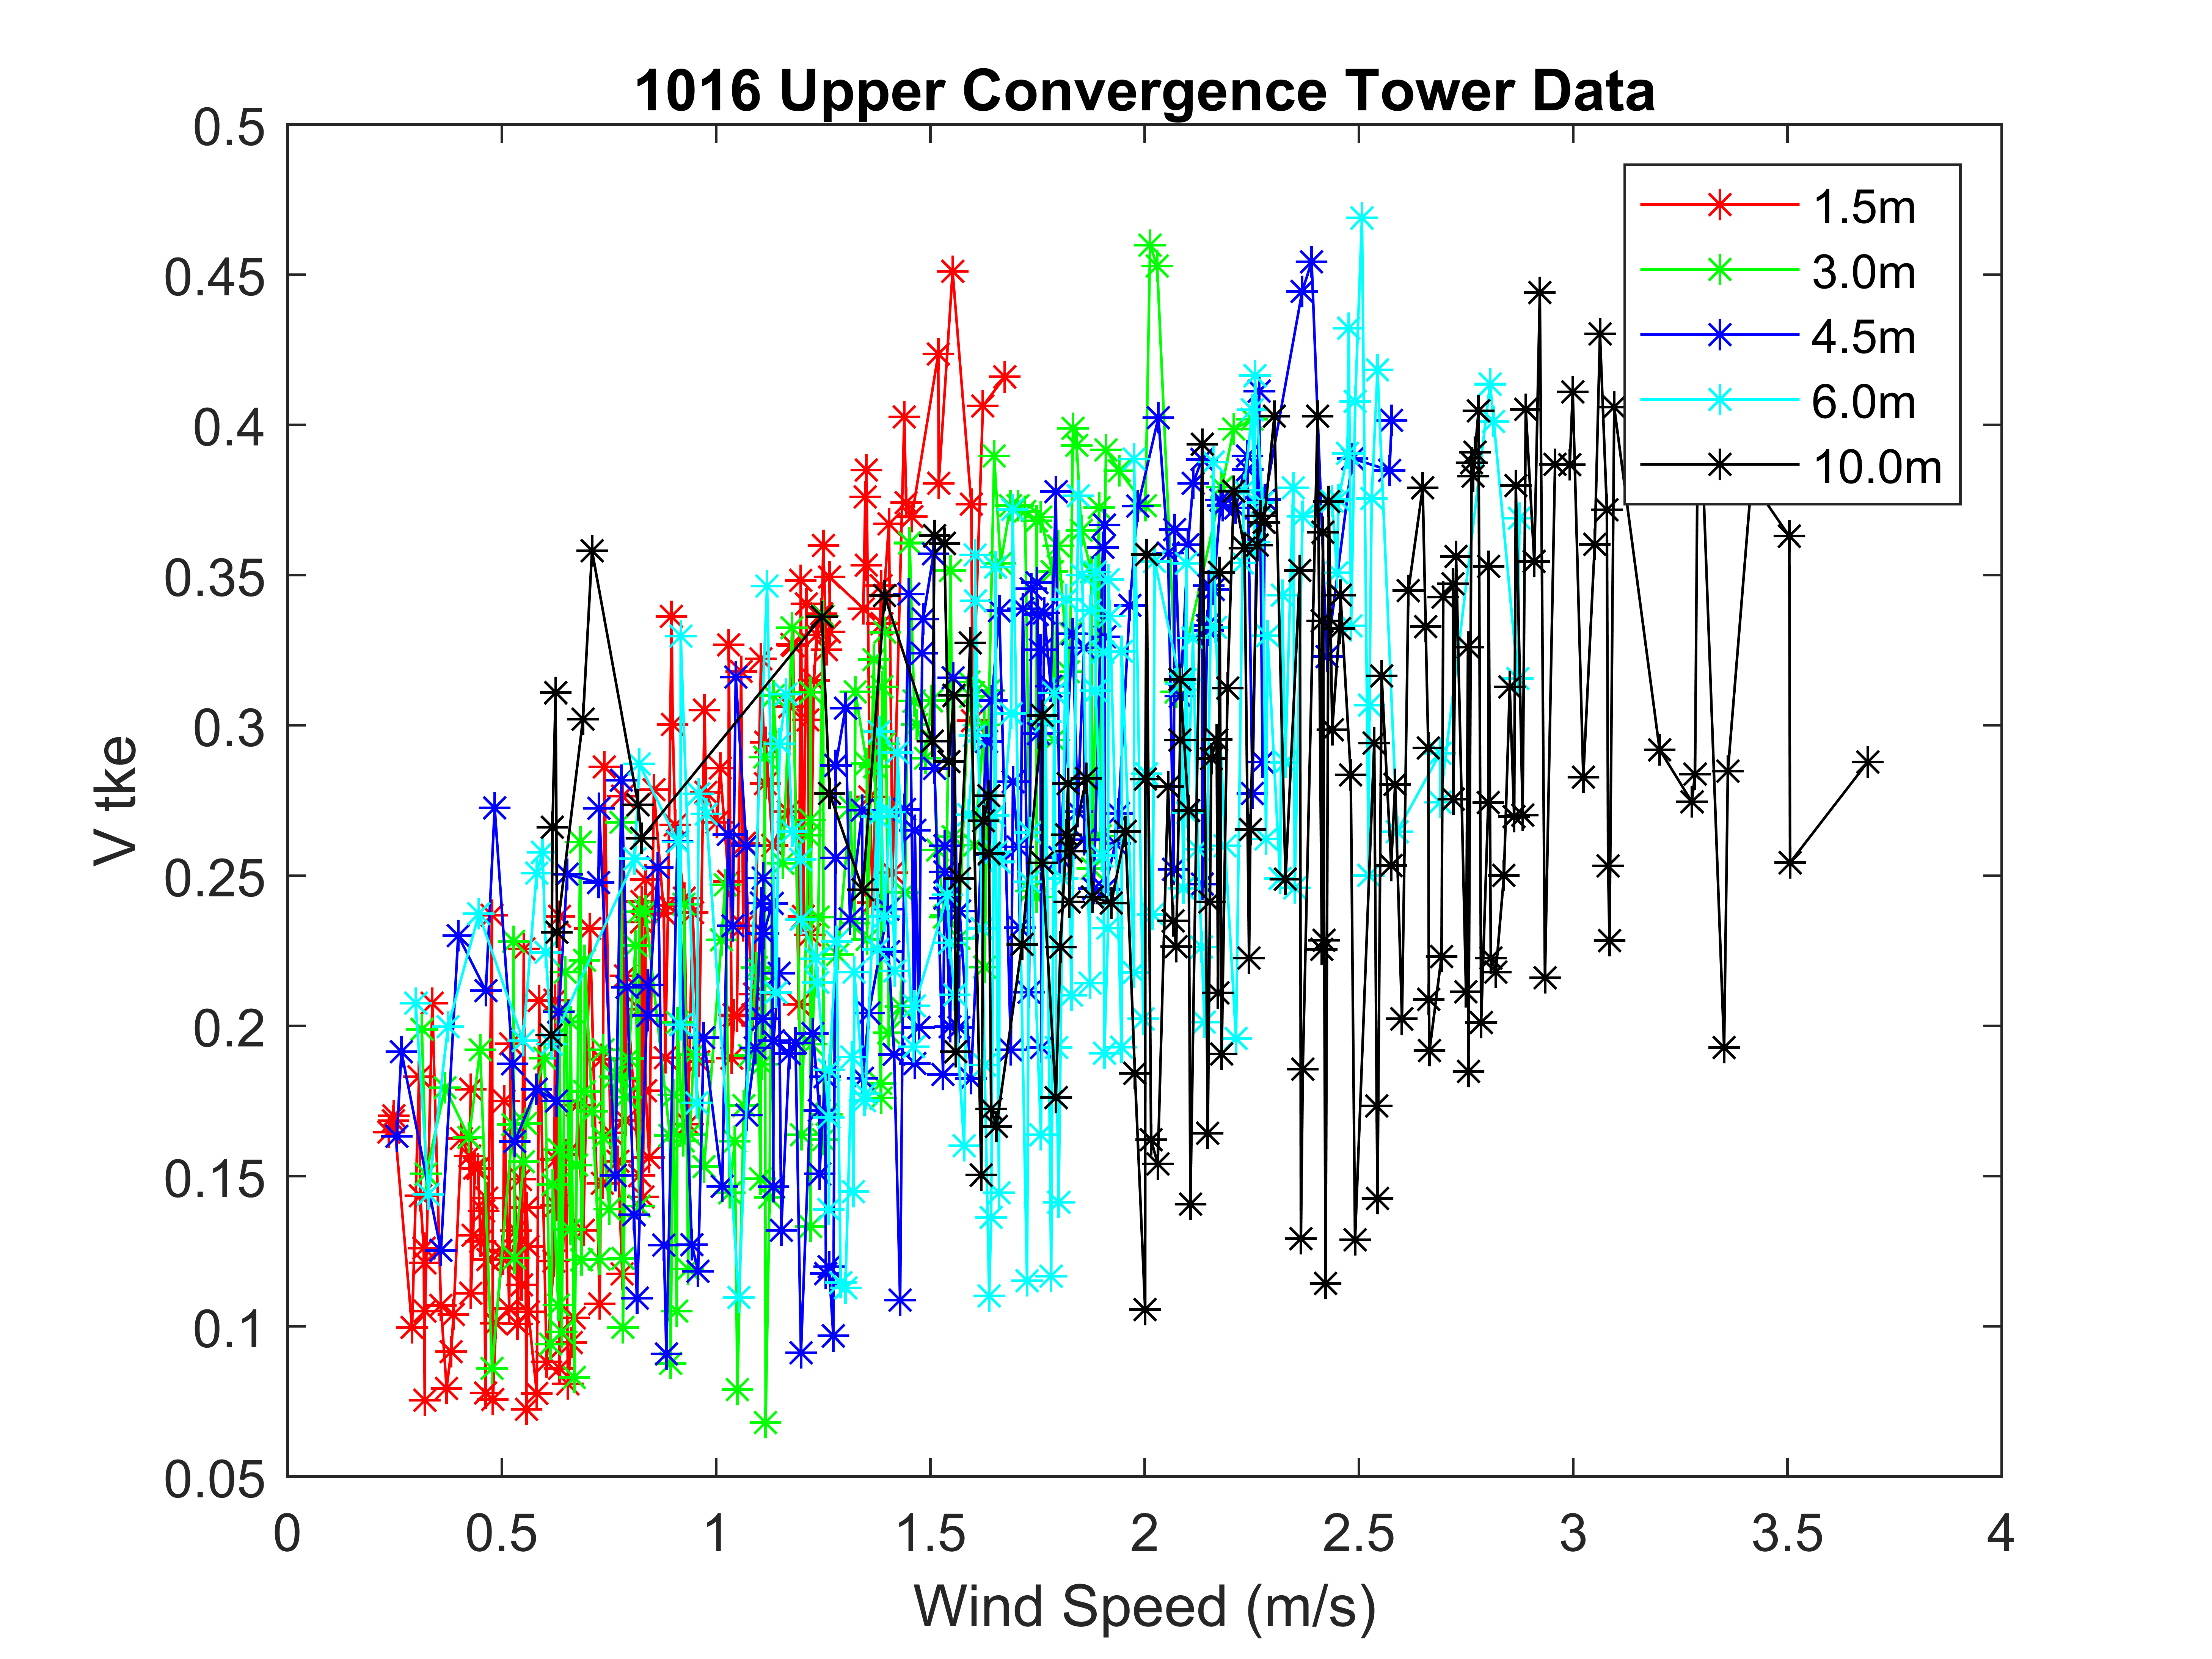 1016 Upper Convergence Tower Data
0.5
0.45
0.4
0.35
0.3
0.25
0.2
0.15
0.1
0.05
V tke
1.5m
3.0m
4.5m
6.0m
10.0m
0 0.5 1 1.5 2 2.5 3 3.5 4
Wind Speed (m/s)